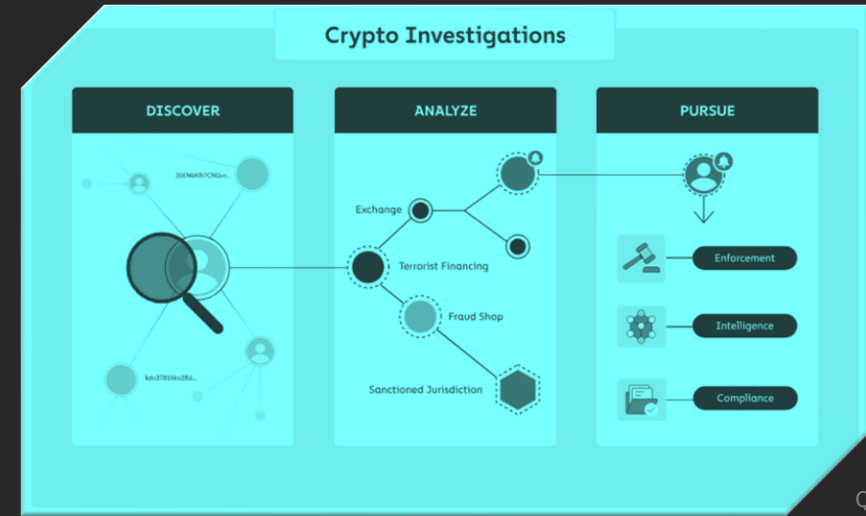 Crypto Investigations
DISCOVER
ANALYZE
PURSUE
Exchange
Terrorist Financing
Fraud Shop
Sanctioned Jurisdiction
Enforcement
Intelligence
Compliance